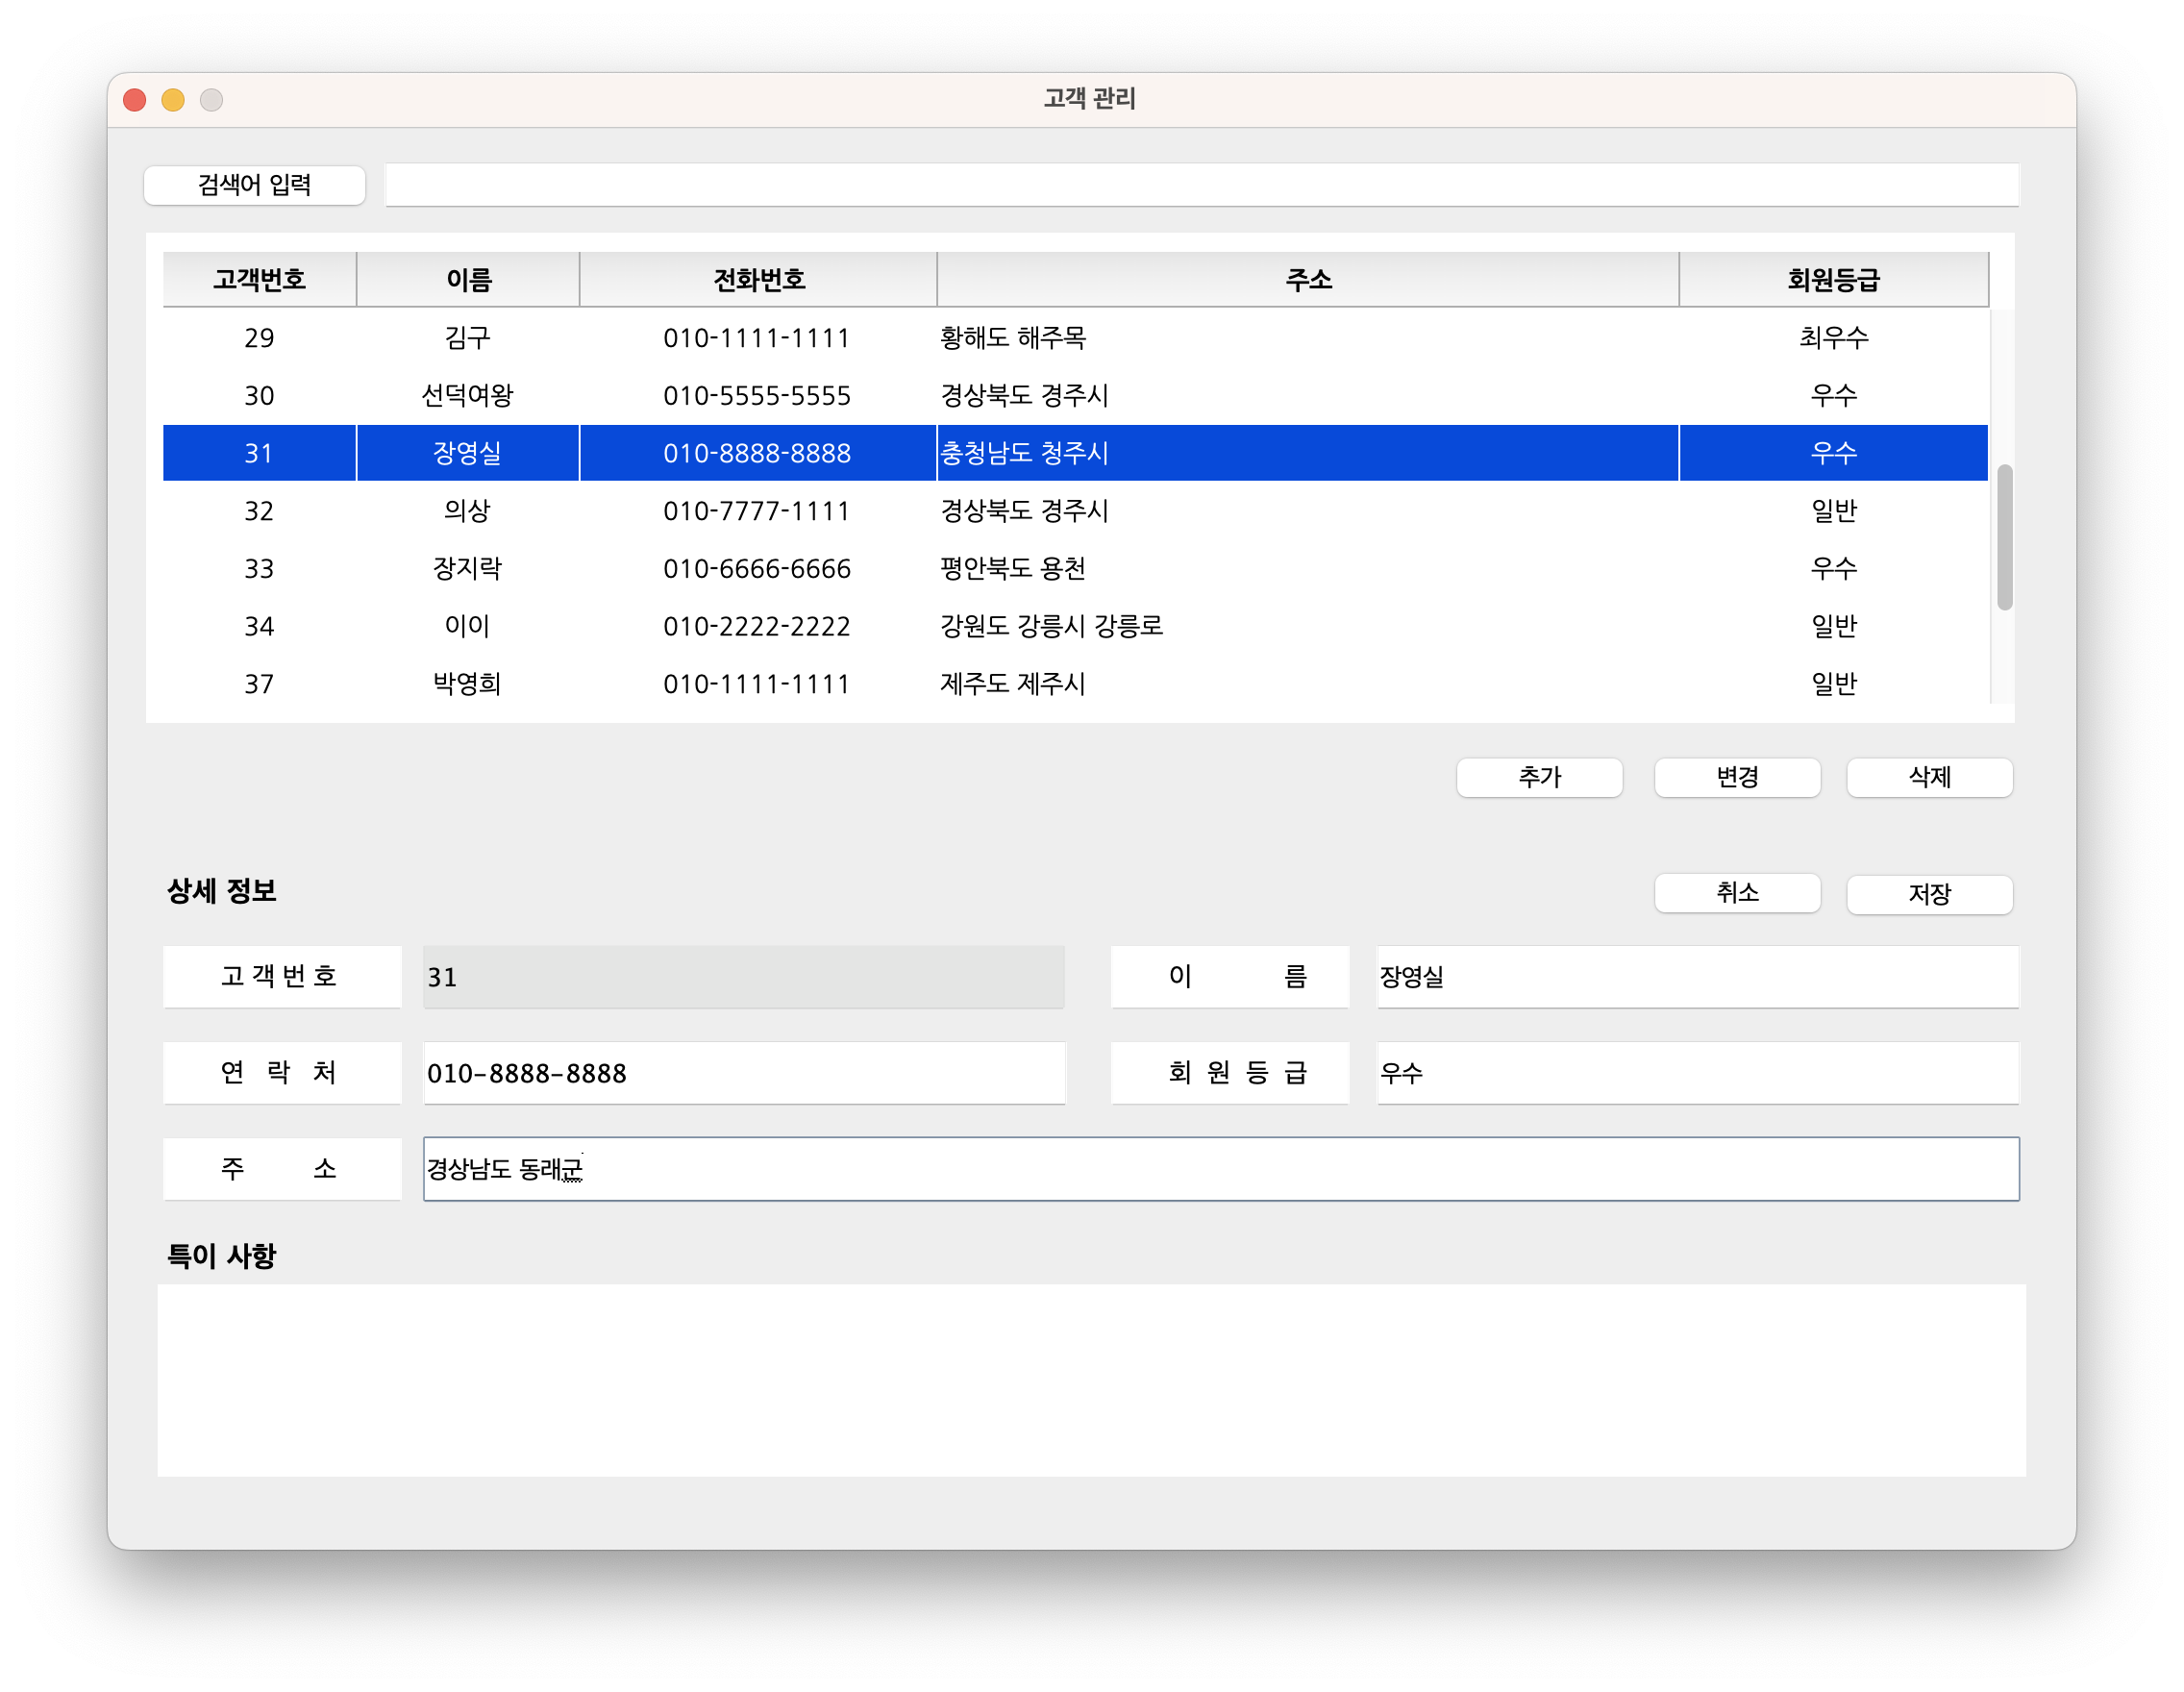 고객 관리
검색어 입력
고객번호 이름 전화번호 주소 회원등급
29 김구 010-1111-1111 황해도 해주목 최우수
30 선덕여왕 010-5555-5555 경상북도 경주시 우수
31 장영실 010-8888-8888 충청남도 청주시 우수
32 의상 010-7777-1111 경상북도 경주시 일반
33 장지락 010-6666-6666 평안북도 용천 우수
34 이이 010-2222-2222 강원도 강릉시 강릉로 일반
37 박영희 010-1111-1111 제주도 제주시 일반
추가 변경 삭제
상세 정보 취소 저장
고 객 번 호 31 이 름 장영실
연 락 처 010-8888-8888 회 원 등 급 우수
주 소 경상남도 동래군
특이 사항